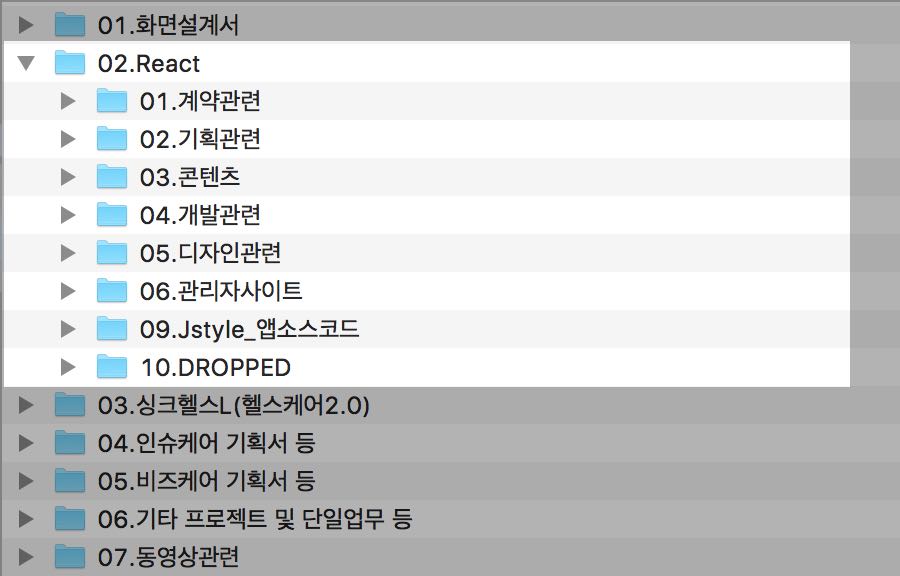 01.화면설계서
02.React
01.계약관련
02.기획관련
03.콘텐츠
04.개발관련
05.디자인관련
06.관리자사이트
09.Jstyle_앱소스코드
10.DROPPED
03.싱크헬스L(헬스케어2.0)
04.인슈케어 기획서 등
05.비즈케어 기획서 등
06.기타 프로젝트 및 단일업무 등
07.동영상관련